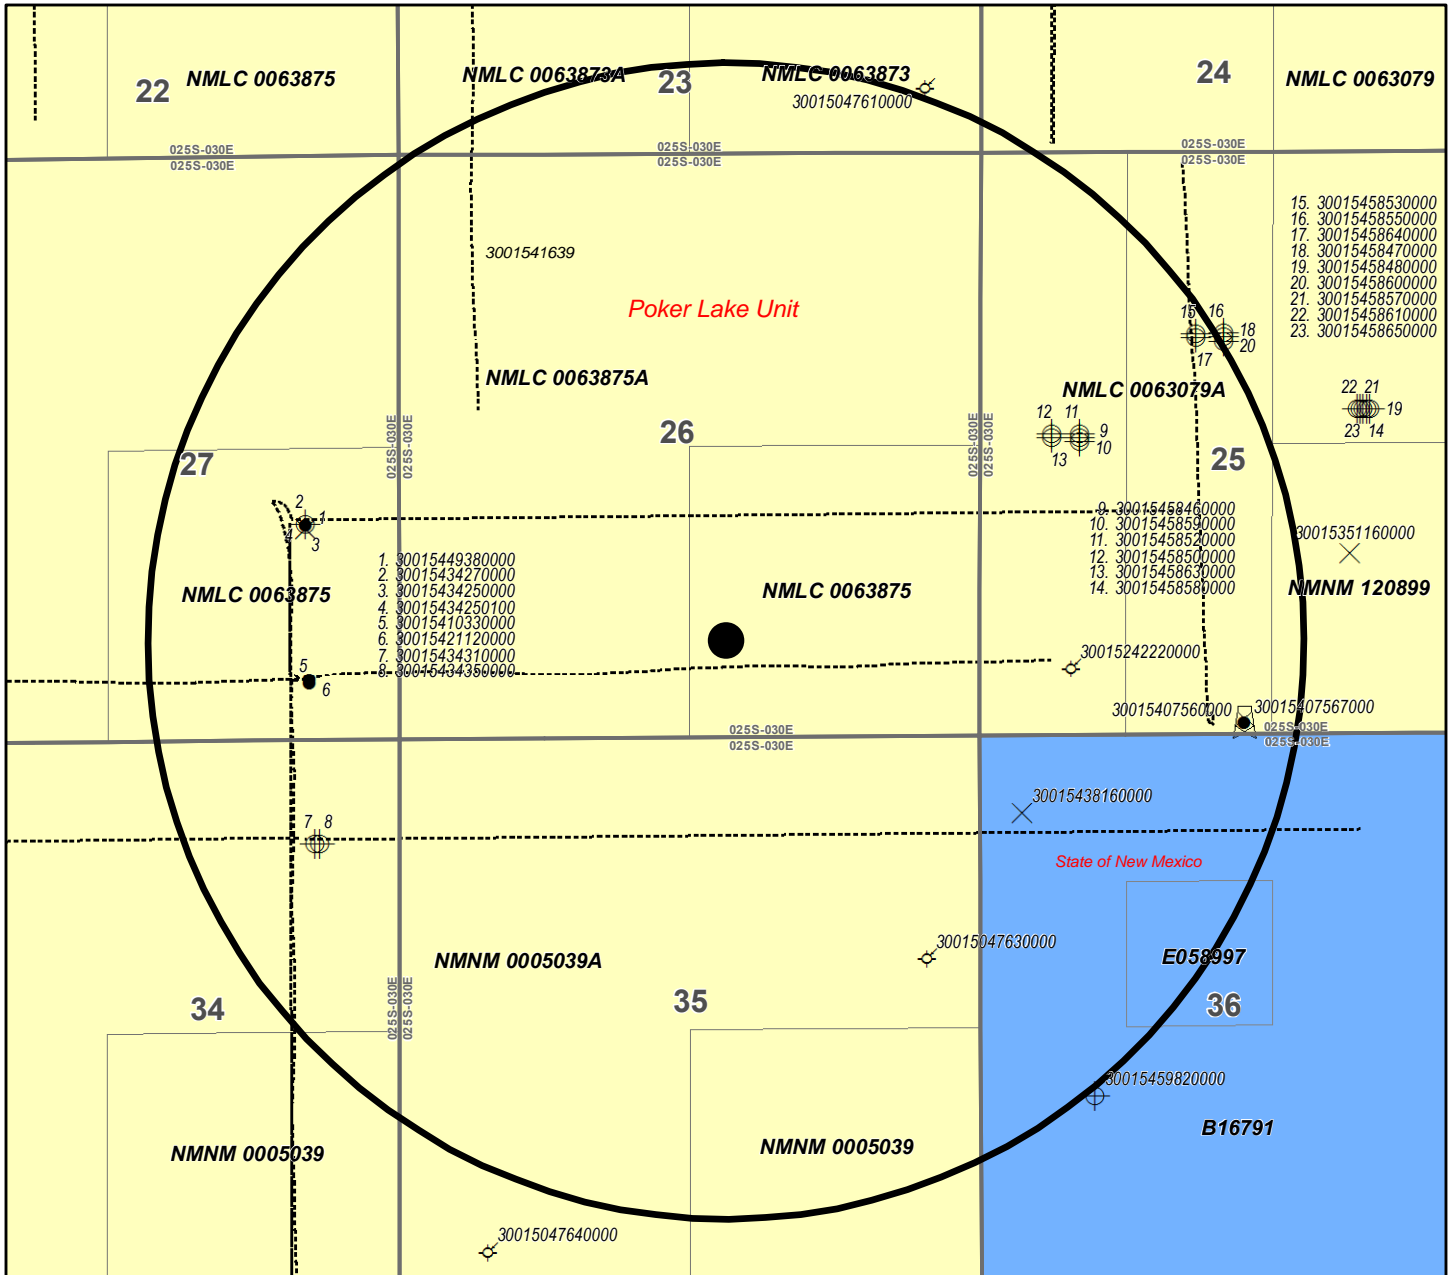 22
NMLC 0063875
NMLC 0063873A
23
NMLC 0063873
30015047610000
24
NMLC 0063079
025S-030E
025S-030E
025S-030E
025S-030E
025S-030E
025S-030E
15. 30015458530000
16. 30015458550000
17. 30015458640000
18. 30015458470000
19. 30015458480000
20. 30015458600000
21. 30015458570000
22. 30015458610000
23. 30015458650000
3001541639
Poker Lake Unit
15 16
18
20
17
NMLC 0063875A
NMLC 0063079A
22 21
19
23 14
12 11
9
10
13
26
27
25
025S-030E
025S-030E
025S-030E
025S-030E
2
1
4
3
9. 30015458460000
10. 30015458590000
11. 30015458520000
12. 30015458500000
13. 30015458630000
14. 30015458580000
30015351160000
NMNM 120899
1. 30015449380000
2. 30015434270000
3. 30015434250000
4. 30015434250100
5. 30015410330000
6. 30015421120000
7. 30015434310000
8. 30015434350000
NMLC 0063875
NMLC 0063875
30015242220000
5
6
30015407560000
30015407567000
025S-030E
025S-030E
025S-030E
025S-030E
30015438160000
7 8
State of New Mexico
30015047630000
E058997
NMNM 0005039A
34
35
36
025S-030E
025S-030E
30015459820000
B16791
NMNM 0005039
NMNM 0005039
30015047640000